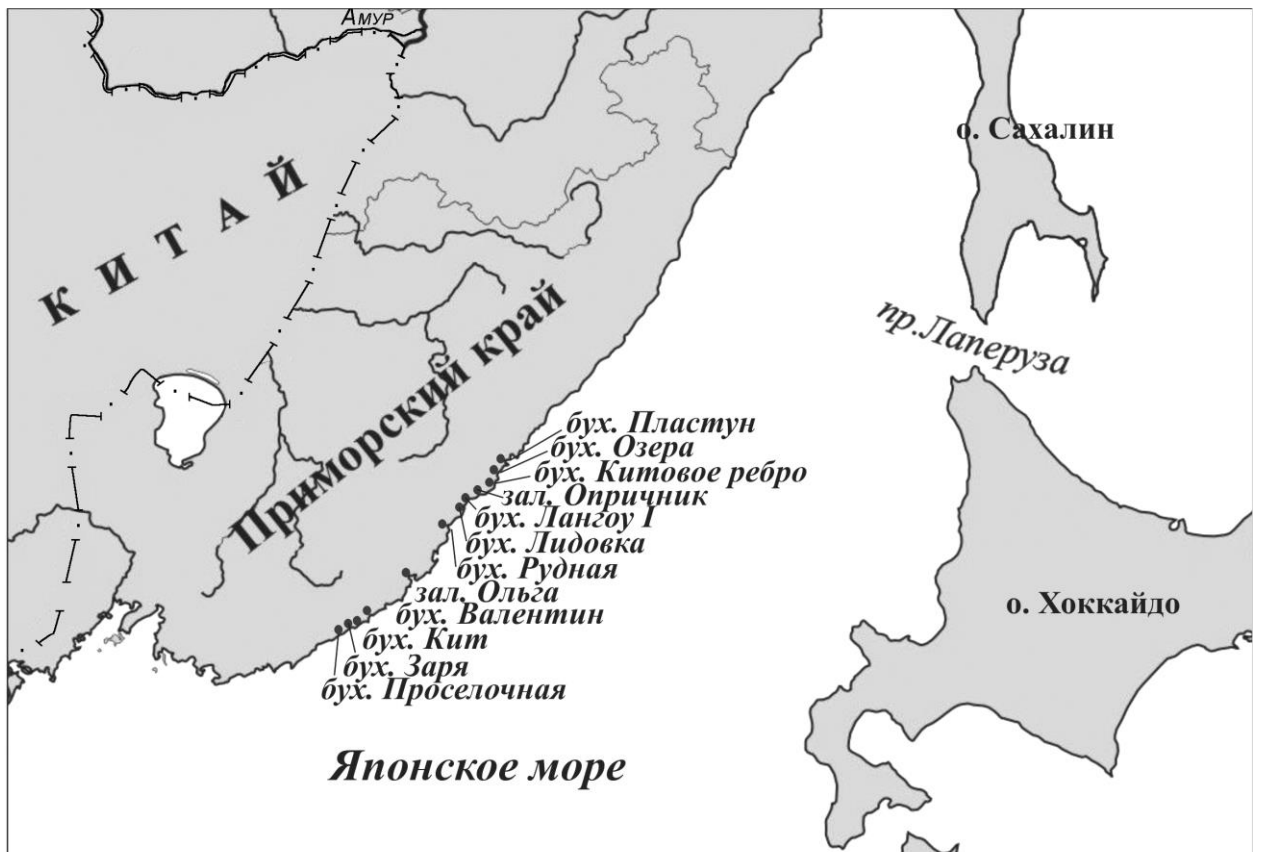 АМУР
о. Сахалин
КИТАЙ
пр.Лаперуза
Приморский край
бух. Пластун
бух. Озера
бух. Китовое ребро
зал. Опричник
бух. Лангоу I
бух. Лидовка
бух. Рудная
зал. Ольга
о. Хоккайдо
бух. Валентин
бух. Кит
бух. Заря
бух. Проселочная
Японское море